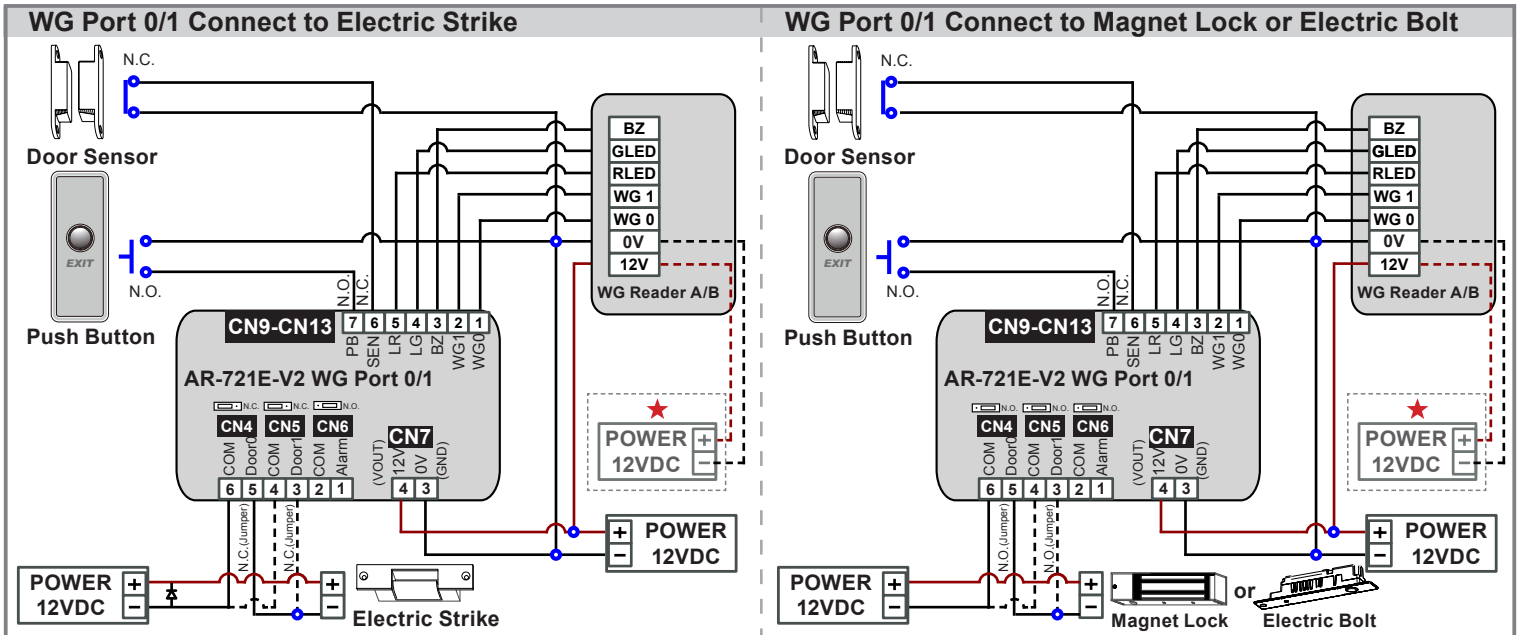 WG Port 0/1 Connect to Electric Strike
N.C.
Door Sensor
EXIT
N.O.
Push Button
BZ
GLED
RLED
WG 1
WG 0
0V
12V
WG Reader A/B
N.O.
N.C.
CN9-CN13
7 6 5 4 3 2 1
PB
SEN
LR
LG
BZ
WG1
WG0
AR-721E-V2 WG Port 0/1
N.C. N.C. N.O.
CN4 CN5 CN6
COM
Door0
COM
Door1
COM
Alarm
6 5 4 3 2 1
CN7
(VOUT)
12V
0V
(GND)
4 3
★
POWER +
12VDC −
+ POWER
− 12VDC
N.C.(Jumper)
N.C.(Jumper)
POWER +
12VDC −
+
−
Electric Strike
WG Port 0/1 Connect to Magnet Lock or Electric Bolt
N.C.
Door Sensor
EXIT
N.O.
Push Button
BZ
GLED
RLED
WG 1
WG 0
0V
12V
WG Reader A/B
N.O.
N.C.
CN9-CN13
7 6 5 4 3 2 1
PB
SEN
LR
LG
BZ
WG1
WG0
AR-721E-V2 WG Port 0/1
N.O. N.O. N.O.
CN4 CN5 CN6
COM
Door0
COM
Door1
COM
Alarm
6 5 4 3 2 1
CN7
(VOUT)
12V
0V
(GND)
4 3
★
POWER +
12VDC −
+ POWER
− 12VDC
N.O.(Jumper)
N.O.(Jumper)
POWER +
12VDC −
+
−
or
Magnet Lock
Electric Bolt